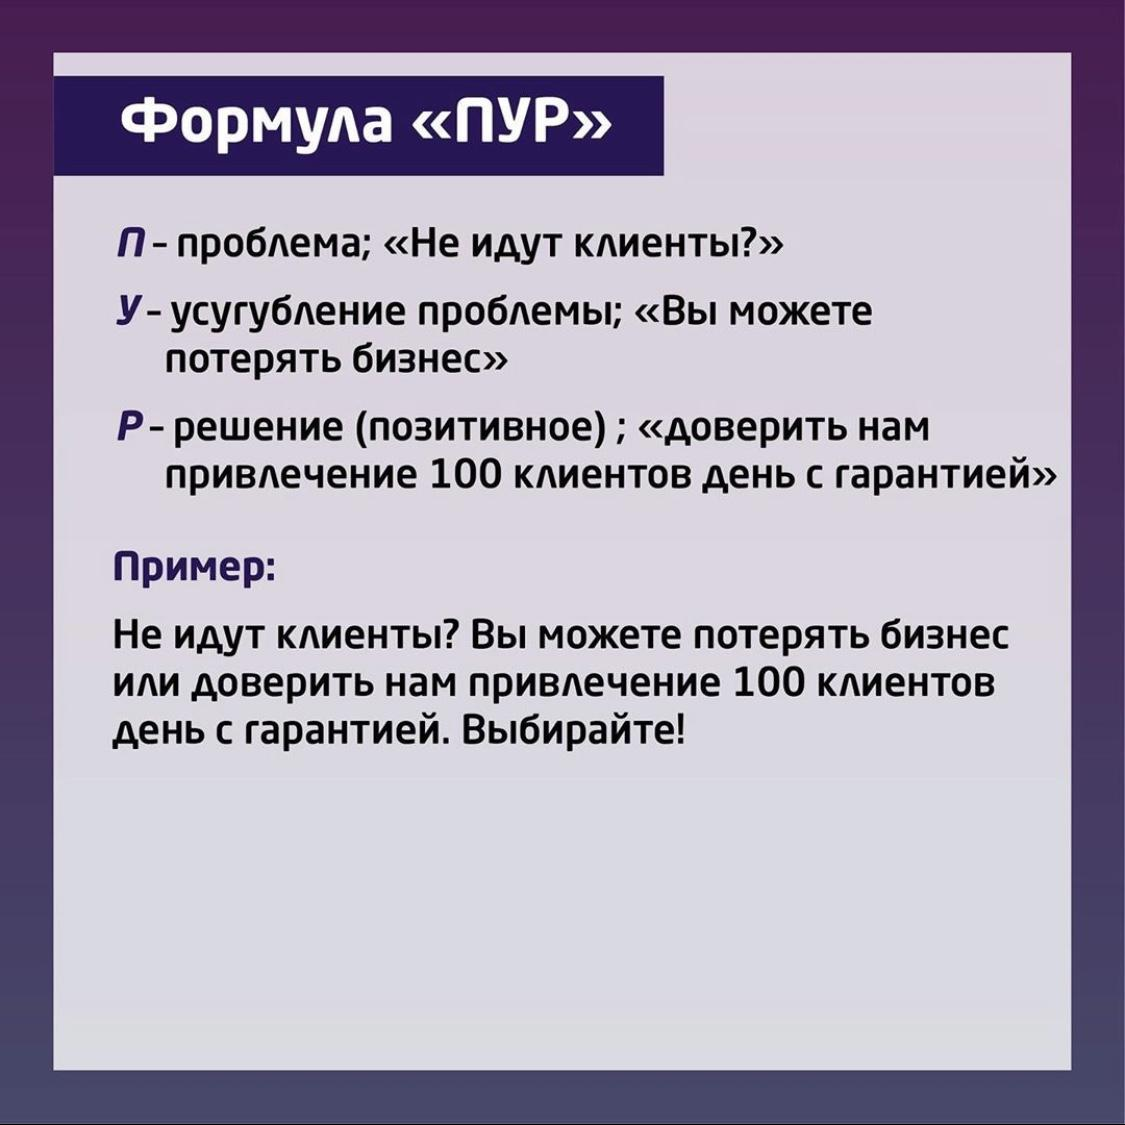 Формула «ПУР»
П – проблема; «Не идут клиенты?»
У – усугубление проблемы; «Вы можете
потерять бизнес»
Р – решение (позитивное) ; «доверить нам
привлечение 100 клиентов день с гарантией»
Пример:
Не идут клиенты? Вы можете потерять бизнес
или доверить нам привлечение 100 клиентов
день с гарантией. Выбирайте!